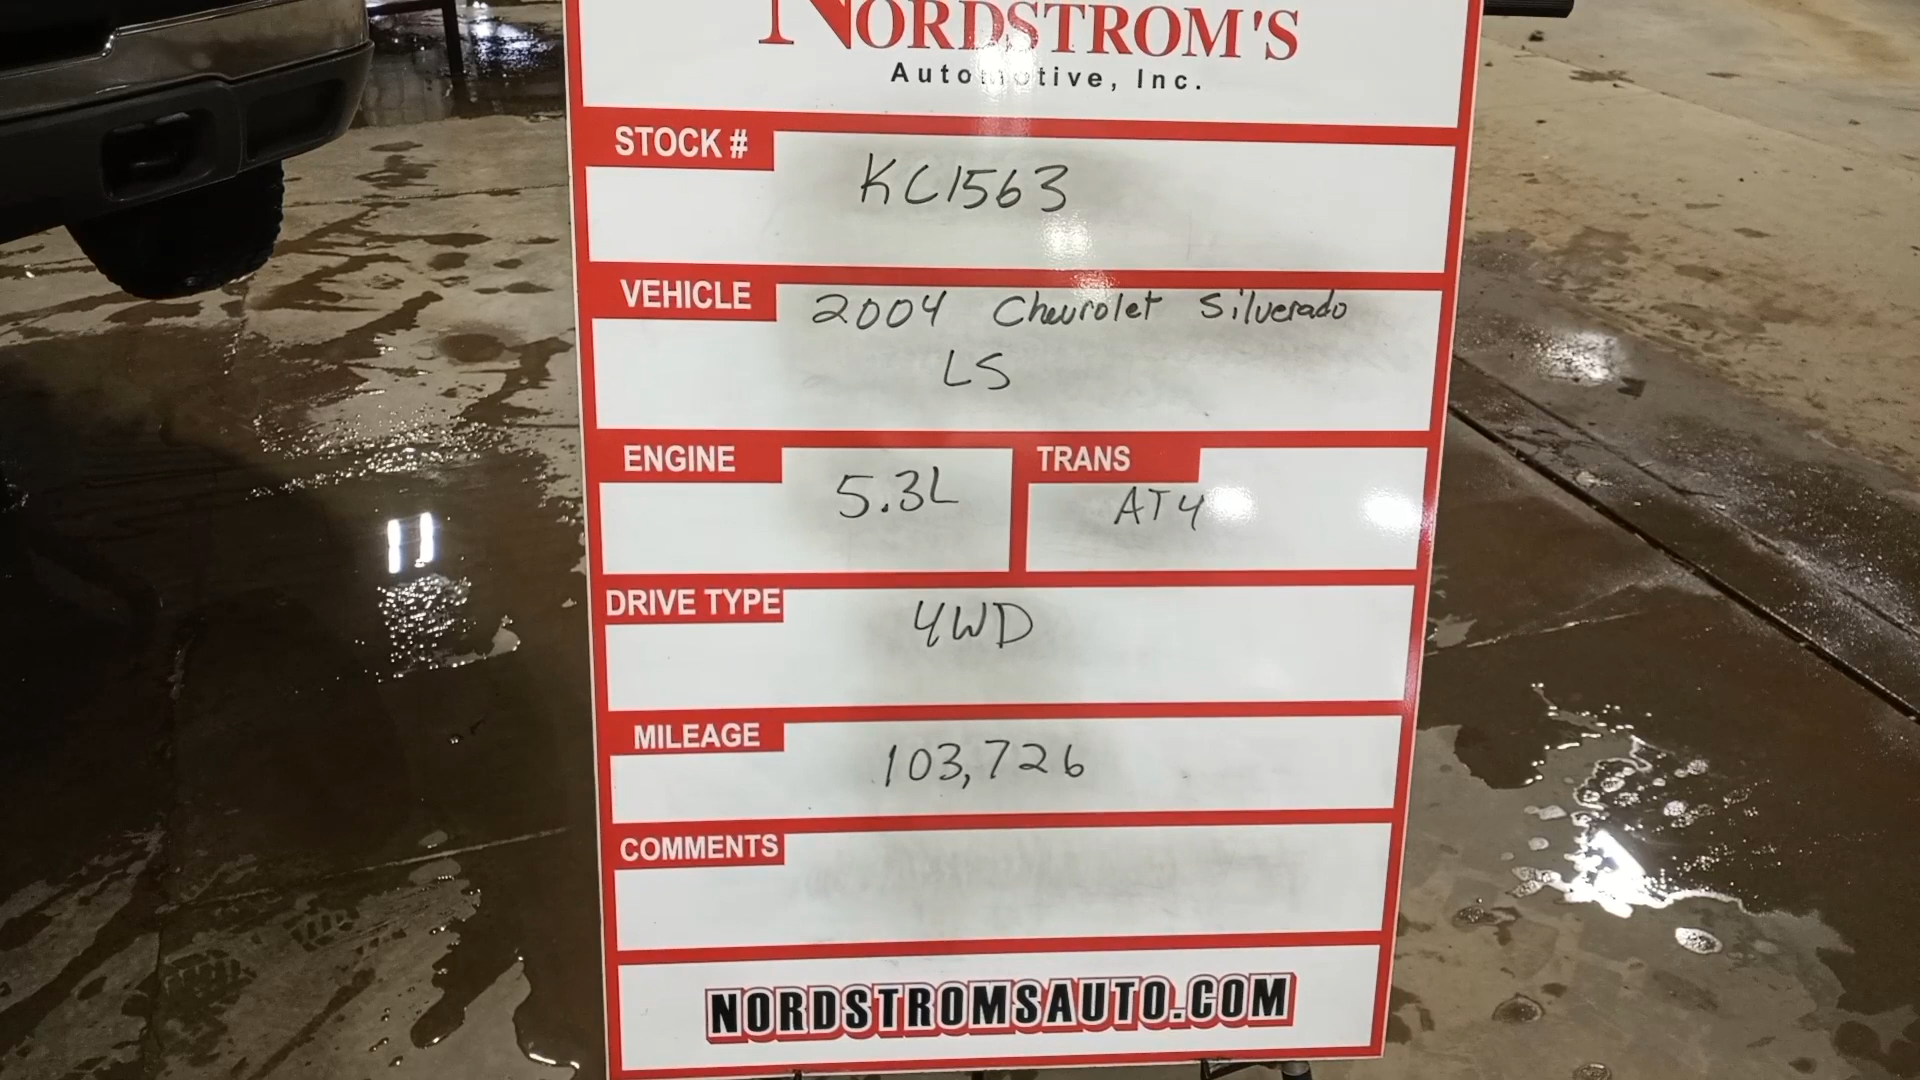 NORDSTROM'S
Automotive, Inc.
STOCK #
KC1563
VEHICLE
2004 Chevrolet Silverado
LS
ENGINE
5.3L
TRANS
AT4
DRIVE TYPE
4WD
MILEAGE
103,726
COMMENTS
NORDSTROMSAUTO.COM